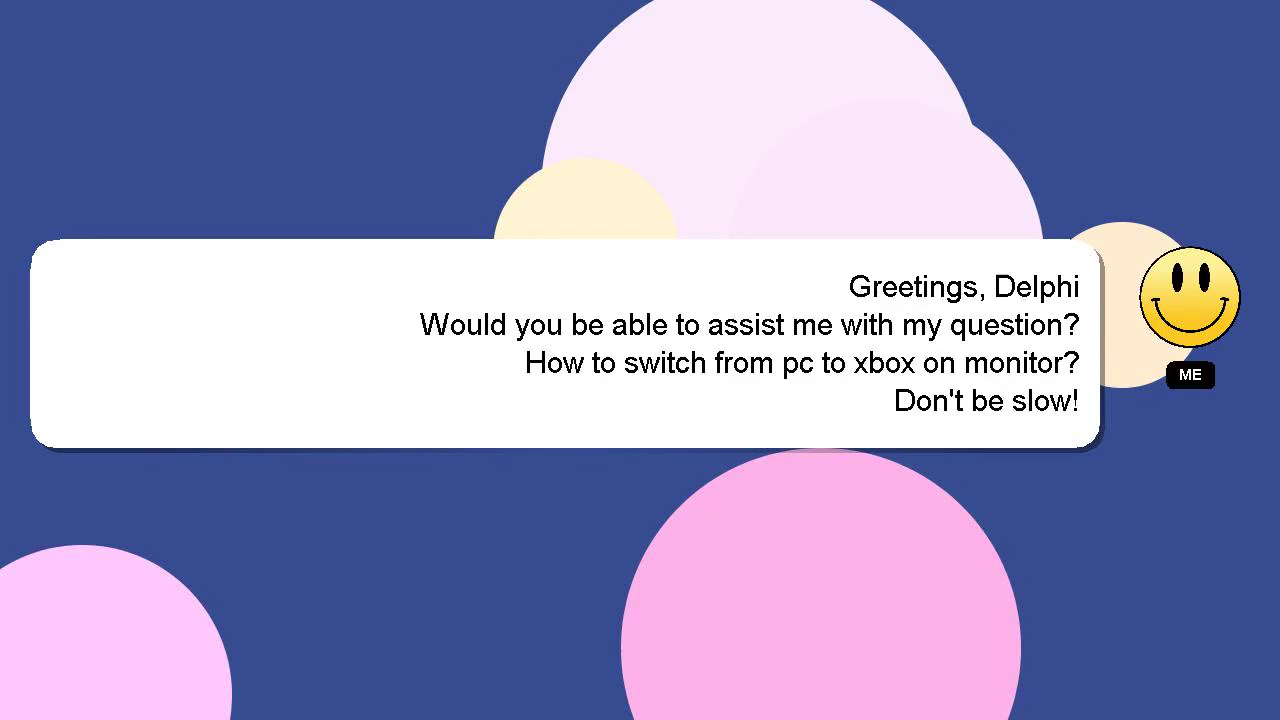 Greetings, Delphi
Would you be able to assist me with my question?
How to switch from pc to xbox on monitor?
Don't be slow!
ME